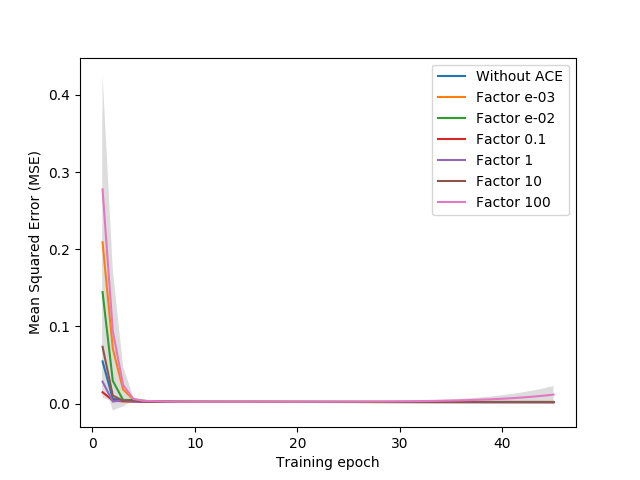 Without ACE
Factor e-03
Factor e-02
Factor 0.1
Factor 1
Factor 10
Factor 100
0.4
0.3
0.2
0.1
0.0
Mean Squared Error (MSE)
0 10 20 30 40
Training epoch